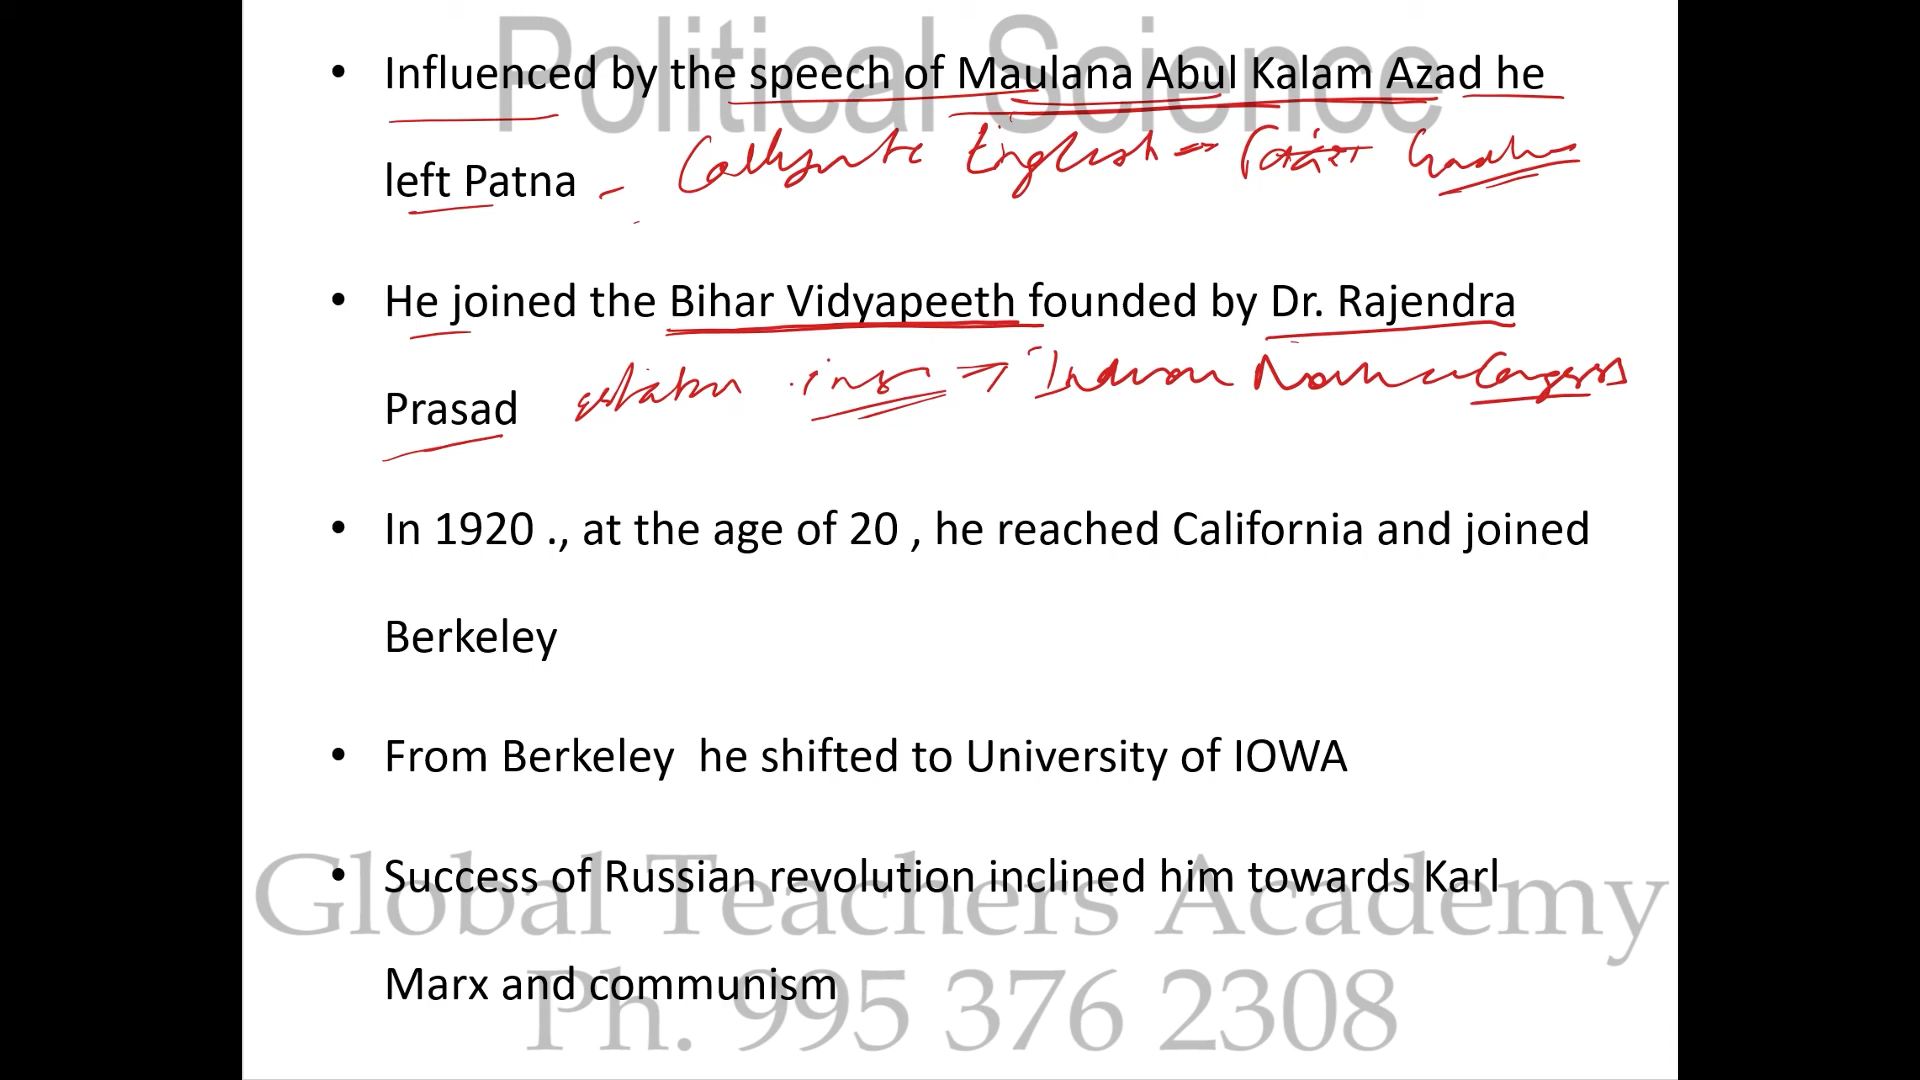 Political Science
• Influenced by the speech of Maulana Abul Kalam Azad he
left Patna - Collegiate English
• He joined the Bihar Vidyapeeth founded by Dr. Rajendra
Prasad → Indian National Congress
• In 1920 ., at the age of 20 , he reached California and joined
Berkeley
• From Berkeley he shifted to University of IOWA
• Success of Russian revolution inclined him towards Karl
Global Teachers Academy
Marx and communism
Ph. 995 376 2308